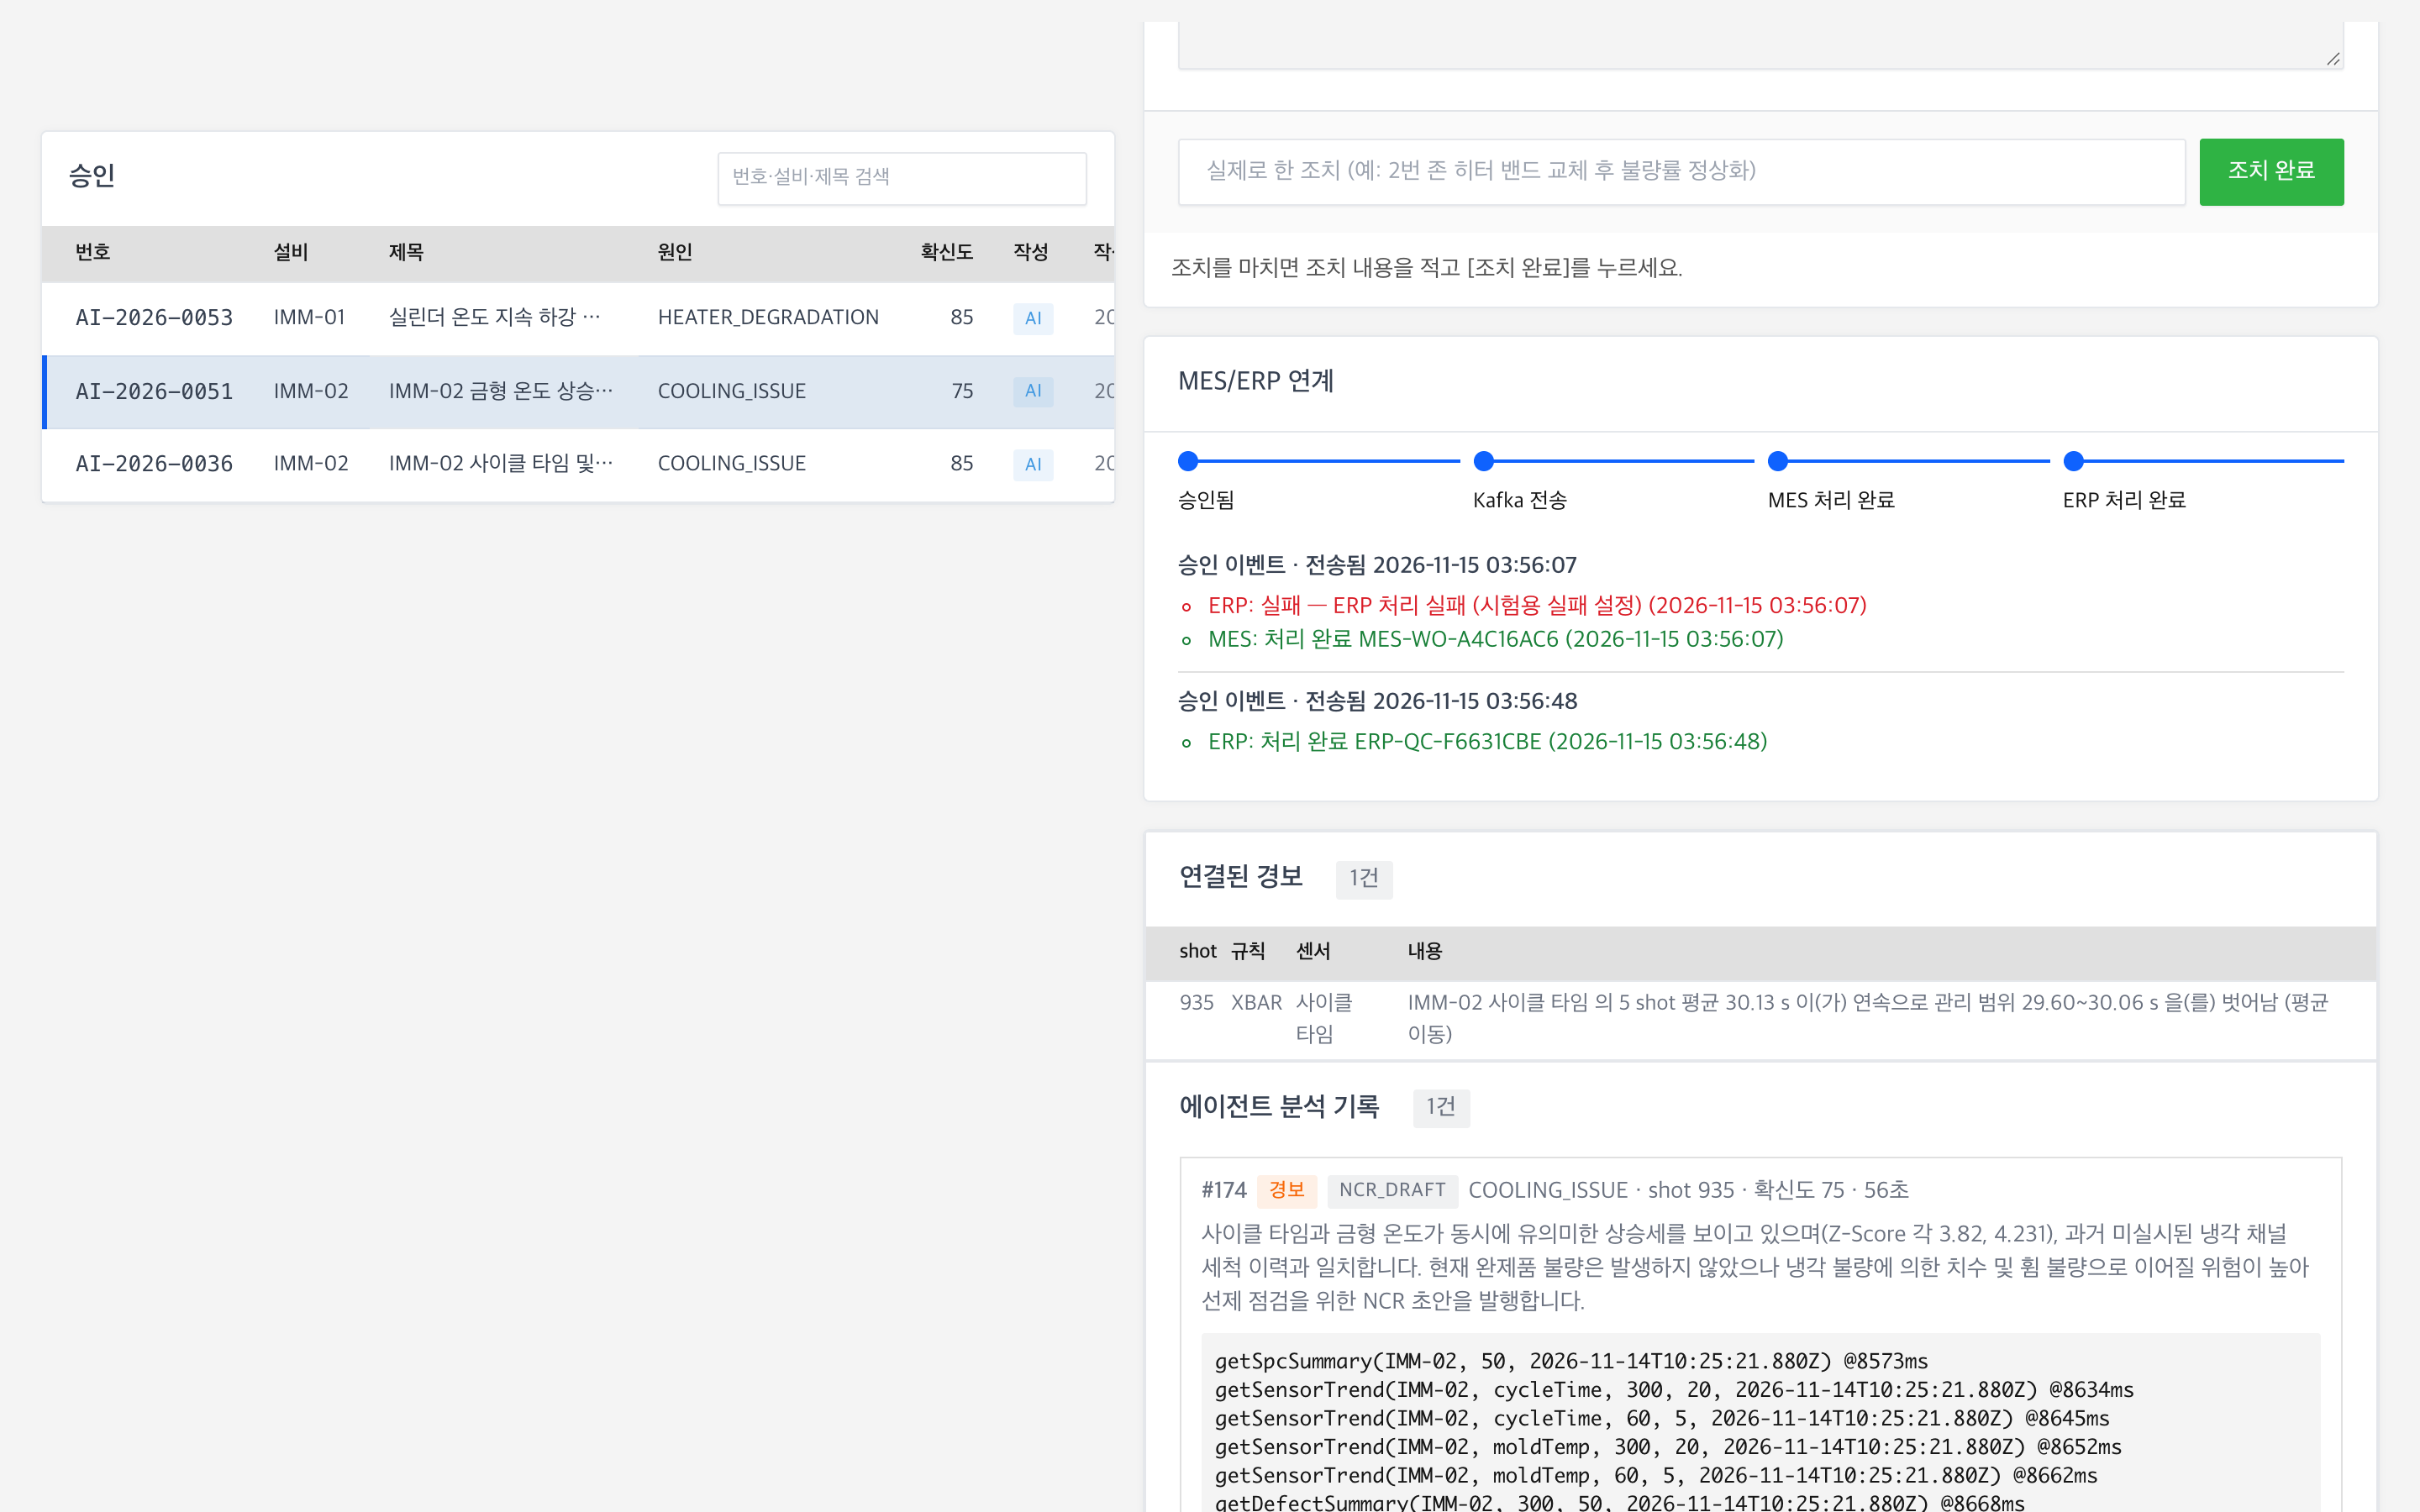 승인
번호·설비·제목 검색
번호 설비 제목 원인 확신도 작성
AI-2026-0053 IMM-01 실린더 온도 지속 하강 … HEATER_DEGRADATION 85 AI 20
AI-2026-0051 IMM-02 IMM-02 금형 온도 상승… COOLING_ISSUE 75 AI 20
AI-2026-0036 IMM-02 IMM-02 사이클 타임 및… COOLING_ISSUE 85 AI 20
실제로 한 조치 (예: 2번 존 히터 밴드 교체 후 불량률 정상화)
조치 완료
조치를 마치면 조치 내용을 적고 [조치 완료]를 누르세요.
MES/ERP 연계
승인됨 Kafka 전송 MES 처리 완료 ERP 처리 완료
승인 이벤트 · 전송됨 2026-11-15 03:56:07
ERP: 실패 — ERP 처리 실패 (시험용 실패 설정) (2026-11-15 03:56:07)
MES: 처리 완료 MES-WO-A4C16AC6 (2026-11-15 03:56:07)
승인 이벤트 · 전송됨 2026-11-15 03:56:48
ERP: 처리 완료 ERP-QC-F6631CBE (2026-11-15 03:56:48)
연결된 경보 1건
shot 규칙 센서 내용
935 XBAR 사이클 IMM-02 사이클 타임 의 5 shot 평균 30.13 s 이(가) 연속으로 관리 범위 29.60~30.06 s 을(를) 벗어남 (평균
타임 이동)
에이전트 분석 기록 1건
#174 경보 NCR_DRAFT COOLING_ISSUE · shot 935 · 확신도 75 · 56초
사이클 타임과 금형 온도가 동시에 유의미한 상승세를 보이고 있으며(Z-Score 각 3.82, 4.231), 과거 미실시된 냉각 채널
세척 이력과 일치합니다. 현재 완제품 불량은 발생하지 않았으나 냉각 불량에 의한 치수 및 휨 불량으로 이어질 위험이 높아
선제 점검을 위한 NCR 초안을 발행합니다.
getSpcSummary(IMM-02, 50, 2026-11-14T10:25:21.880Z) @8573ms
getSensorTrend(IMM-02, cycleTime, 300, 20, 2026-11-14T10:25:21.880Z) @8634ms
getSensorTrend(IMM-02, cycleTime, 60, 5, 2026-11-14T10:25:21.880Z) @8645ms
getSensorTrend(IMM-02, moldTemp, 300, 20, 2026-11-14T10:25:21.880Z) @8652ms
getSensorTrend(IMM-02, moldTemp, 60, 5, 2026-11-14T10:25:21.880Z) @8662ms
getDefectSummary(IMM-02, 300, 50, 2026-11-14T10:25:21.880Z) @8668ms